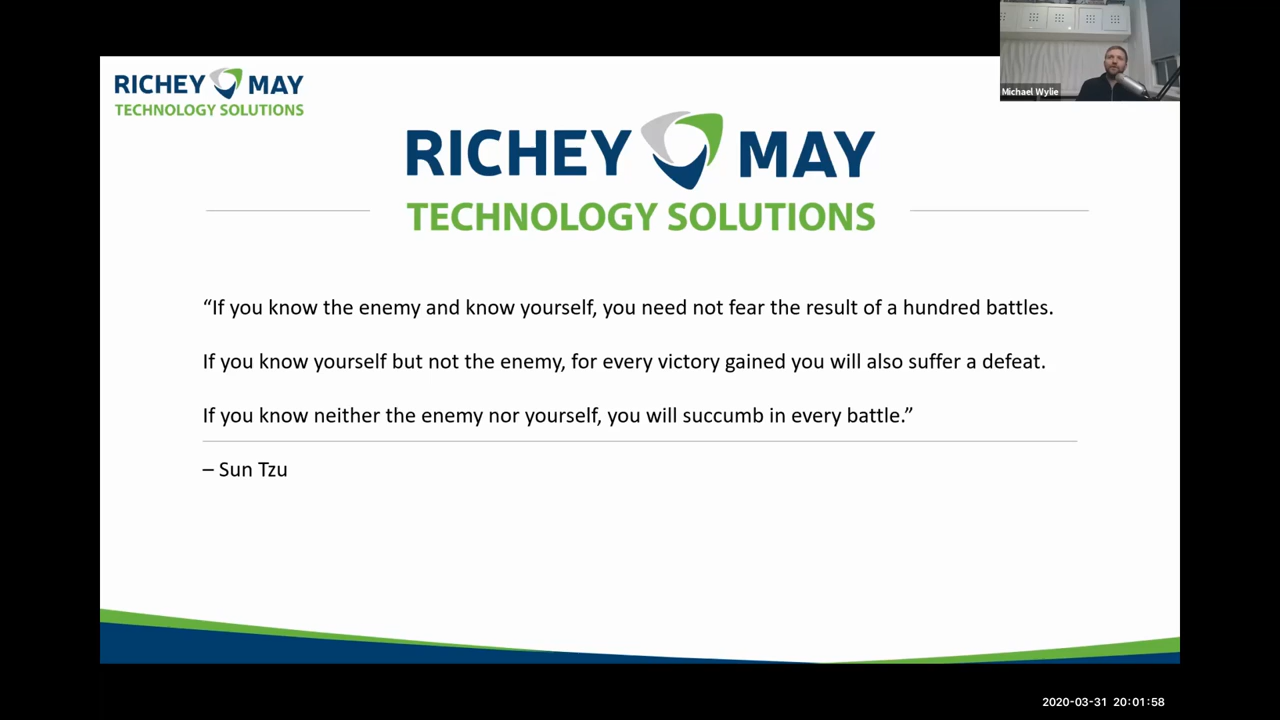 RICHEY MAY
TECHNOLOGY SOLUTIONS
Michael Wylie
RICHEY MAY
TECHNOLOGY SOLUTIONS
“If you know the enemy and know yourself, you need not fear the result of a hundred battles.
If you know yourself but not the enemy, for every victory gained you will also suffer a defeat.
If you know neither the enemy nor yourself, you will succumb in every battle.”
– Sun Tzu
2020-03-31 20:01:58